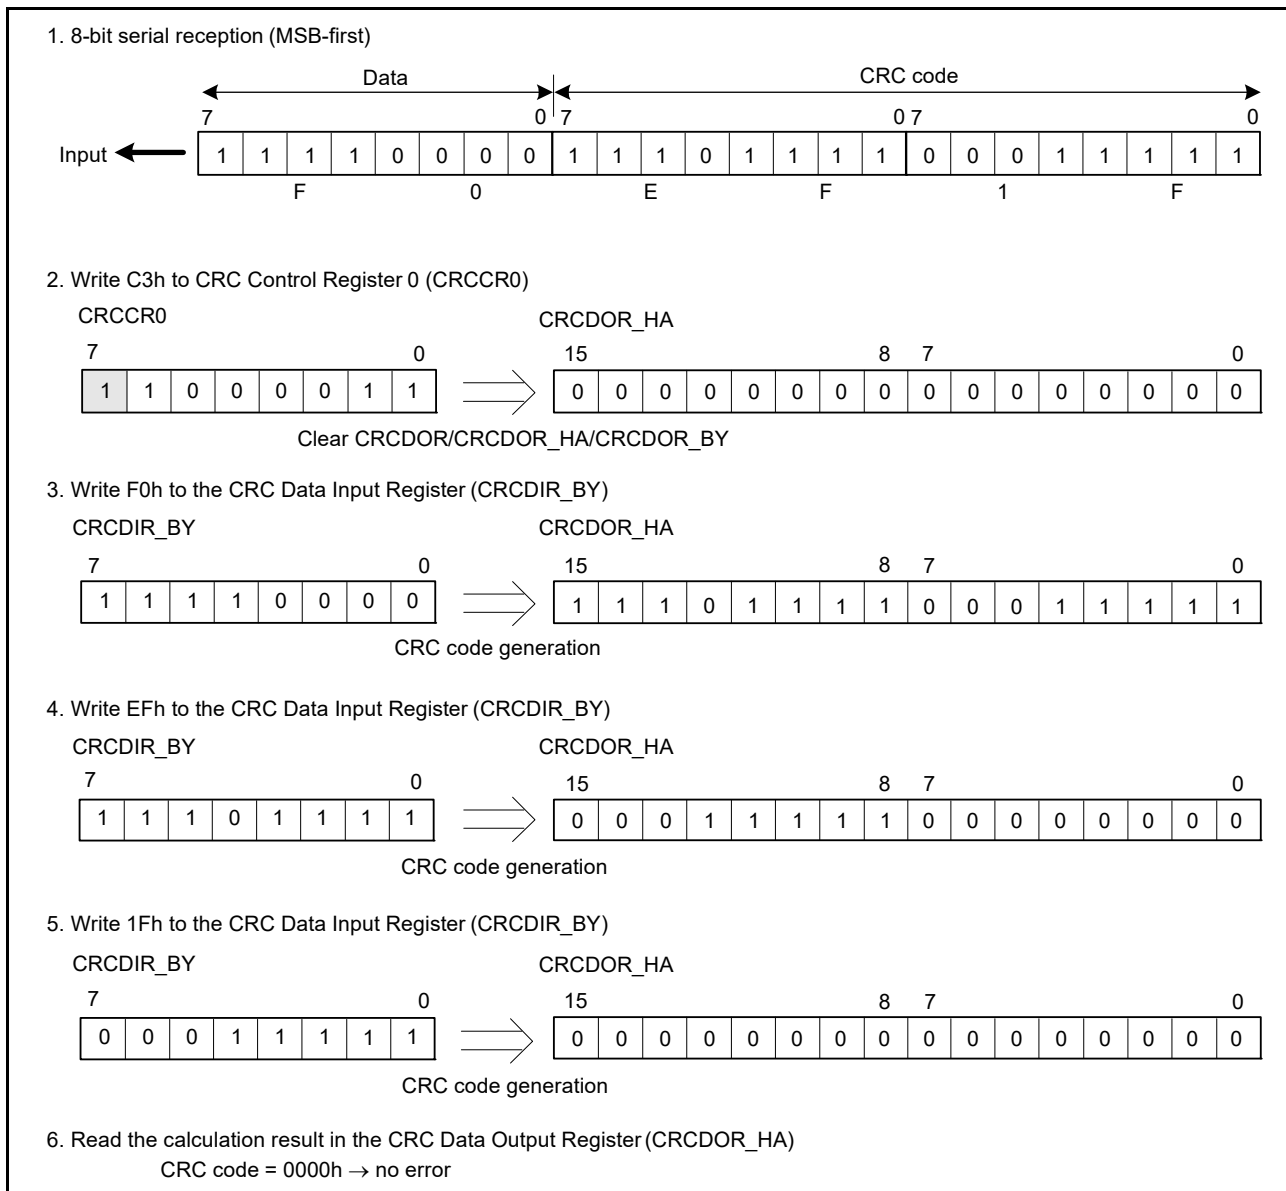 1. 8-bit serial reception (MSB-first)
Data CRC code
7 0 7 0 7 0
Input 1 1 1 1 0 0 0 0 1 1 1 0 1 1 1 1 0 0 0 1 1 1 1 1
F 0 E F 1 F
2. Write C3h to CRC Control Register 0 (CRCCR0)
CRCCR0 CRCDOR_HA
7 0 15 8 7 0
1 1 0 0 0 0 1 1 0 0 0 0 0 0 0 0 0 0 0 0 0 0 0 0
Clear CRCDOR/CRCDOR_HA/CRCDOR_BY
3. Write F0h to the CRC Data Input Register (CRCDIR_BY)
CRCDIR_BY CRCDOR_HA
7 0 15 8 7 0
1 1 1 1 0 0 0 0 1 1 1 0 1 1 1 1 0 0 0 1 1 1 1 1
CRC code generation
4. Write EFh to the CRC Data Input Register (CRCDIR_BY)
CRCDIR_BY CRCDOR_HA
7 0 15 8 7 0
1 1 1 0 1 1 1 1 0 0 0 1 1 1 1 1 0 0 0 0 0 0 0 0
CRC code generation
5. Write 1Fh to the CRC Data Input Register (CRCDIR_BY)
CRCDIR_BY CRCDOR_HA
7 0 15 8 7 0
0 0 0 1 1 1 1 1 0 0 0 0 0 0 0 0 0 0 0 0 0 0 0 0
CRC code generation
6. Read the calculation result in the CRC Data Output Register (CRCDOR_HA)
CRC code = 0000h → no error